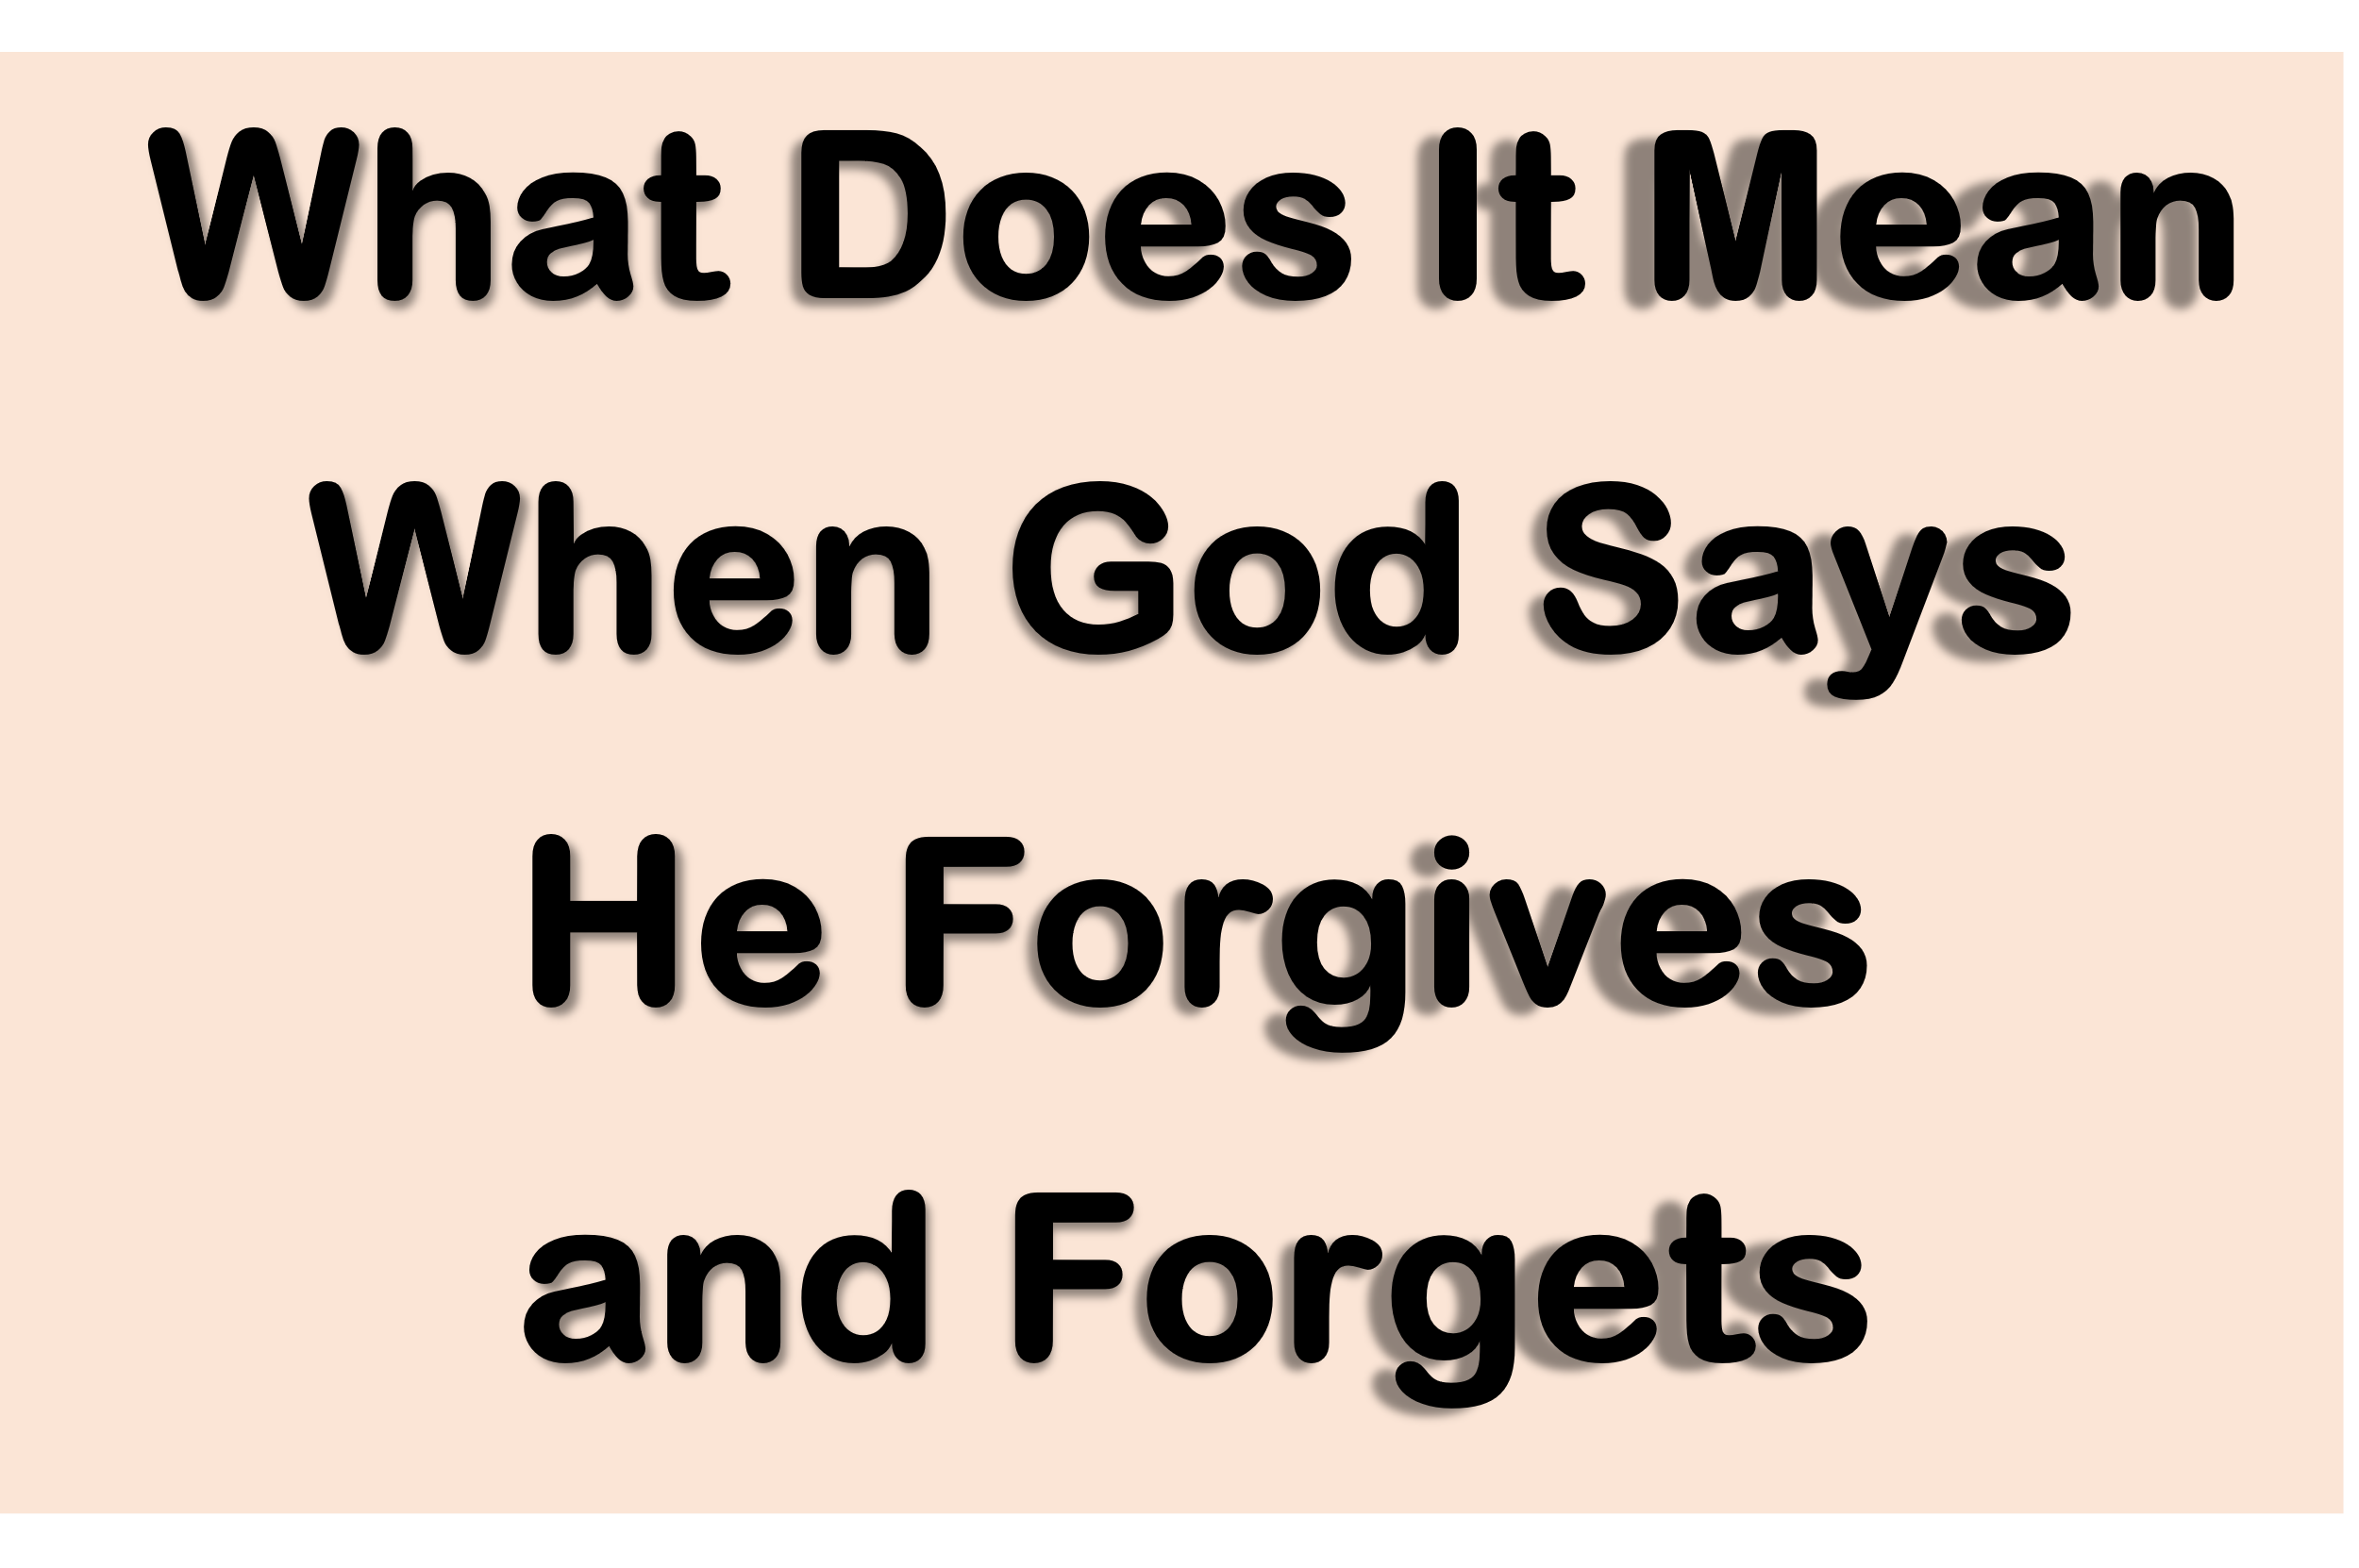 What Does It Mean
When God Says
He Forgives
and Forgets